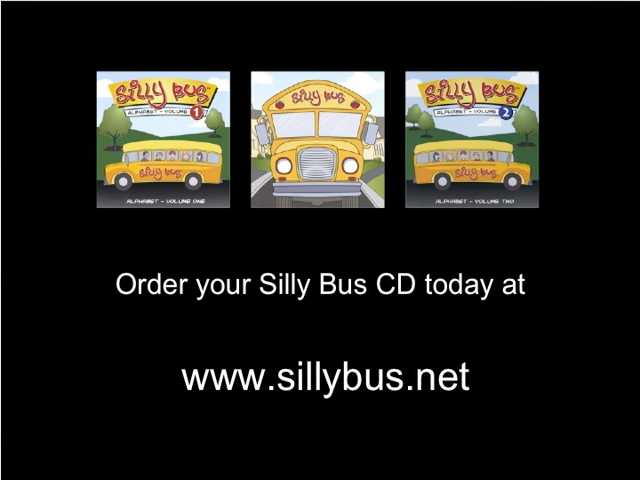 SILLY BUS
ALPHABET - VOLUME 1
SILLY BUS
ALPHABET - VOLUME ONE
SILLY BUS
SILLY BUS
ALPHABET - VOLUME 2
SILLY BUS
ALPHABET - VOLUME TWO
Order your Silly Bus CD today at
www.sillybus.net